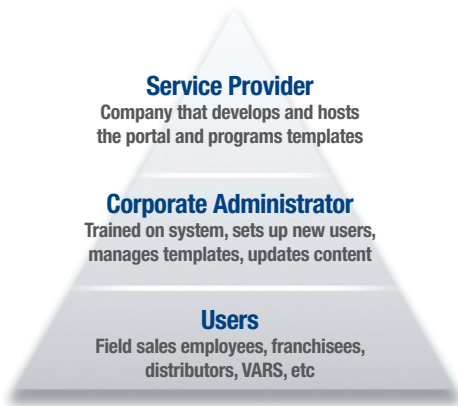 Service Provider
Company that develops and hosts
the portal and programs templates
Corporate Administrator
Trained on system, sets up new users,
manages templates, updates content
Users
Field sales employees, franchisees,
distributors, VARS, etc